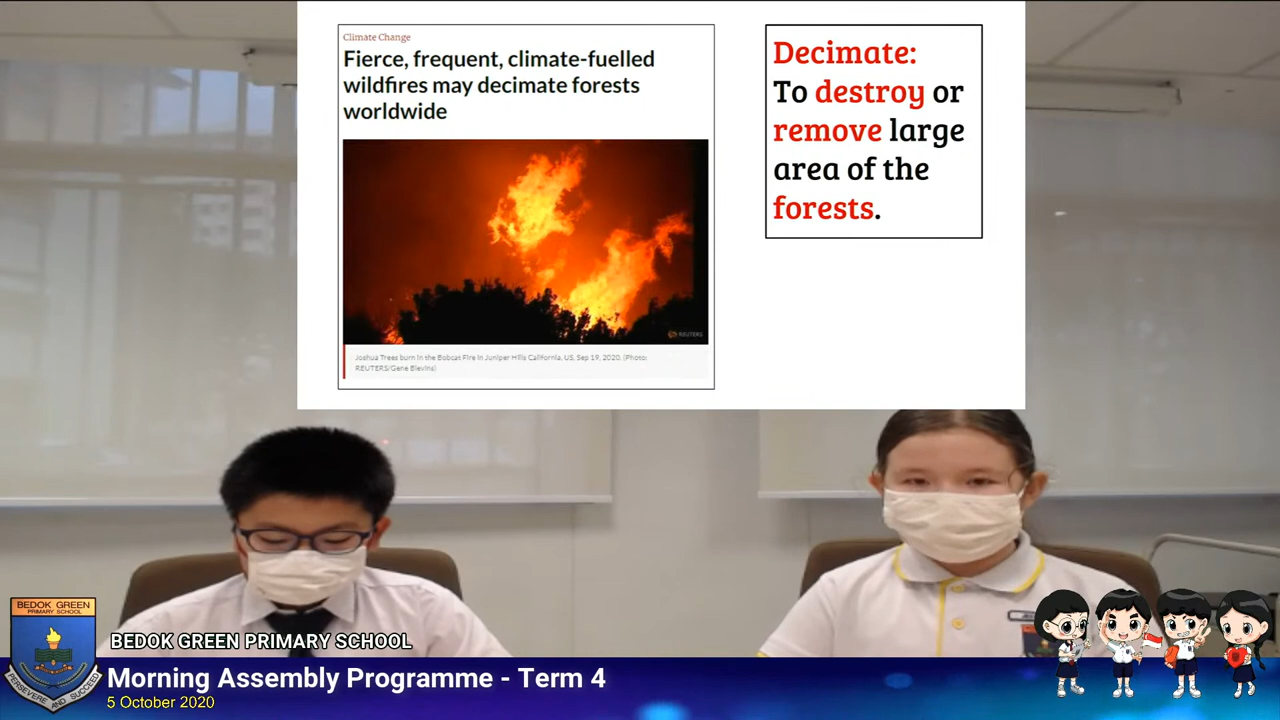 Climate Change
Fierce, frequent, climate-fuelled
wildfires may decimate forests
worldwide
REUTERS
Joshua Trees burn in the Bobcat Fire in Juniper Hills California, US, Sep 19, 2020. (Photo:
REUTERS/Gene Blevins)
Decimate:
To destroy or
remove large
area of the
forests.
BEDOK GREEN
PRIMARY SCHOOL
PERSEVERE AND SUCCEED
BEDOK GREEN PRIMARY SCHOOL
Morning Assembly Programme - Term 4
5 October 2020